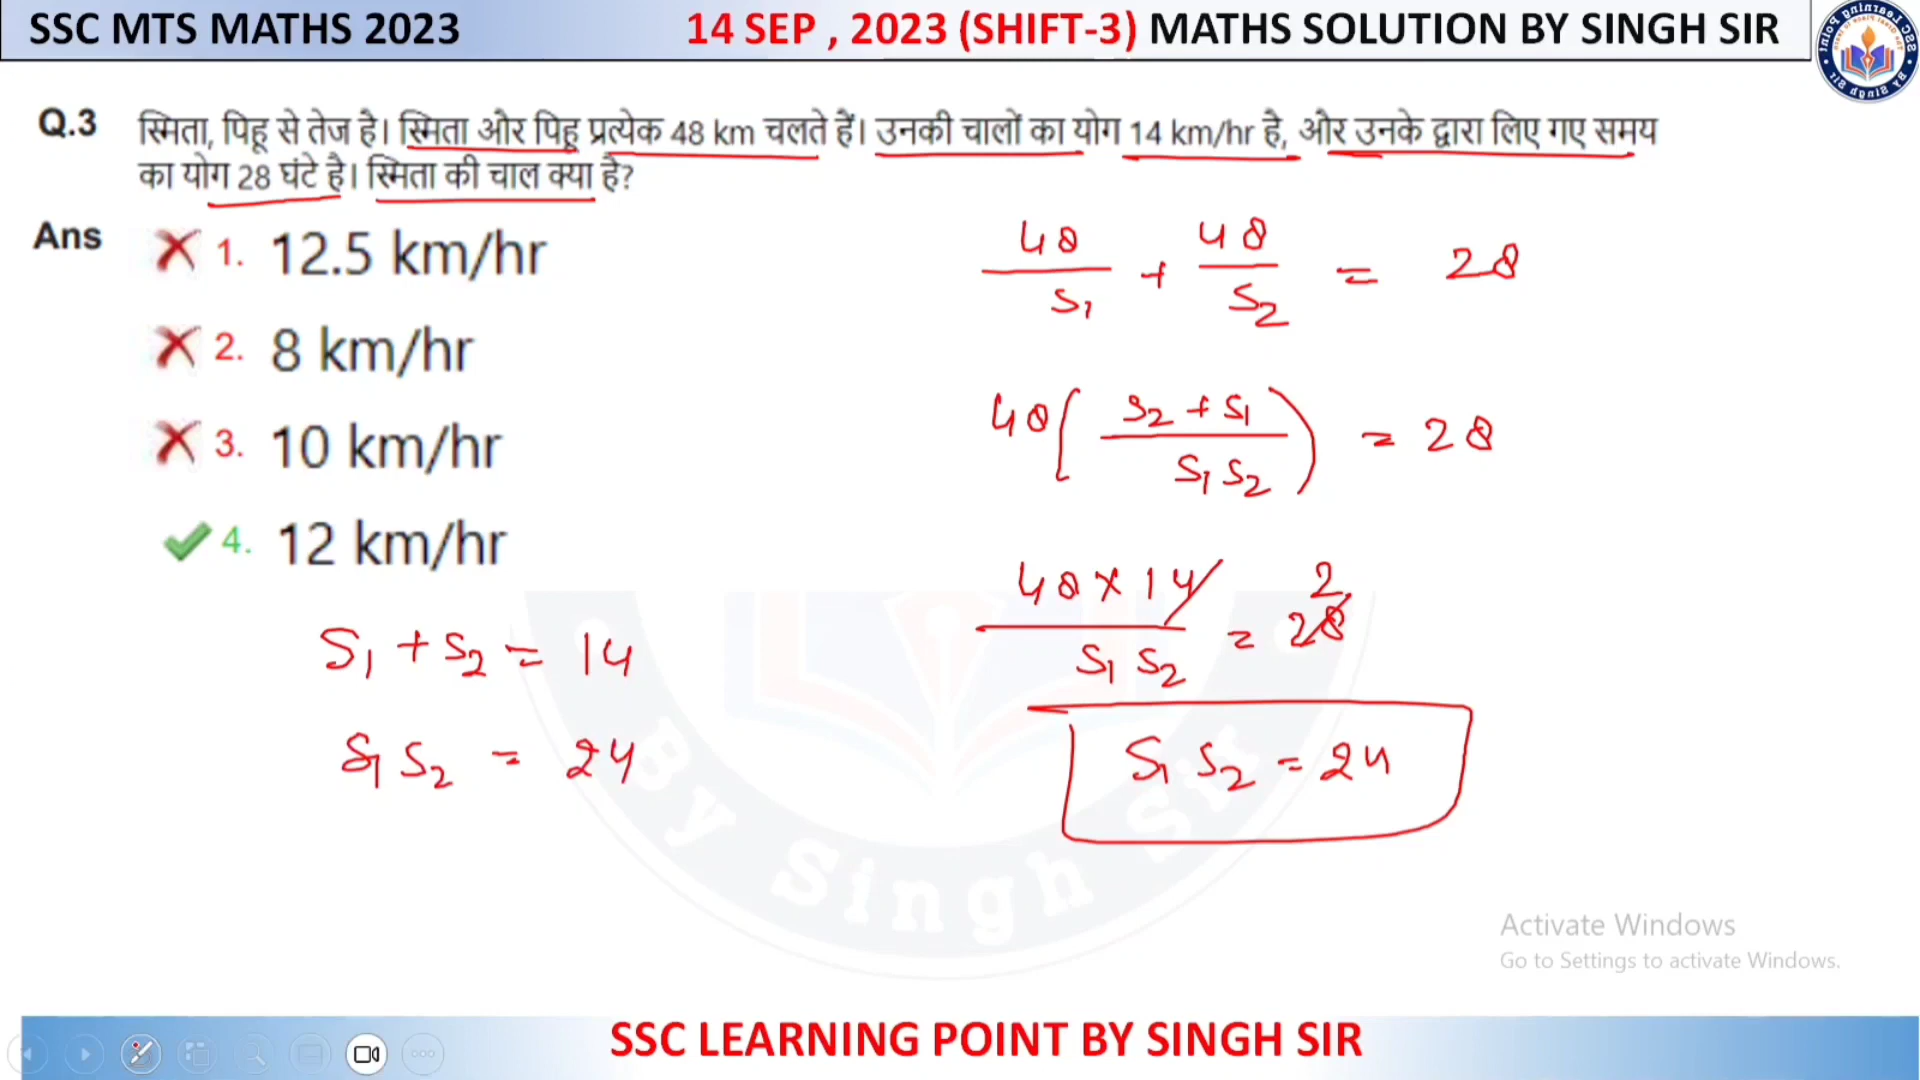 SSC MTS MATHS 2023
14 SEP , 2023 (SHIFT-3) MATHS SOLUTION BY SINGH SIR
Q.3 स्मिता, पिहू से तेज है। स्मिता और पिहू प्रत्येक 48 km चलते हैं। उनकी चालों का योग 14 km/hr है, और उनके द्वारा लिए गए समय
का योग 28 घंटे है। स्मिता की चाल क्या है?
Ans
1. 12.5 km/hr
2. 8 km/hr
3. 10 km/hr
4. 12 km/hr
S1 + S2 = 14
S1 S2 = 24
48/S1 + 48/S2 = 28
48 ( (S2 + S1) / (S1 S2) ) = 28
(48 × 14) / (S1 S2) = 28 2
S1 S2 = 24
By Singh Sir
Activate Windows
Go to Settings to activate Windows.
SSC LEARNING POINT BY SINGH SIR